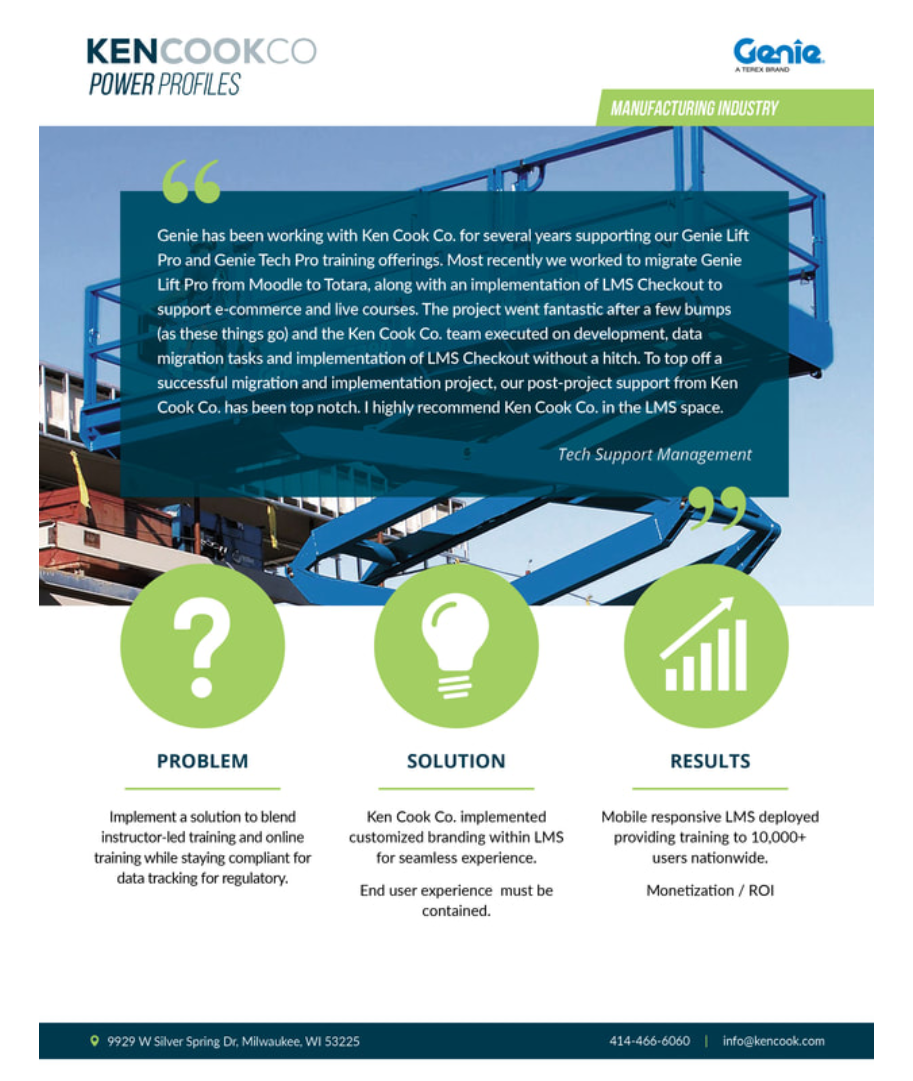 KENCOOKCO
POWER PROFILES
Genie
A TEREX BRAND
MANUFACTURING INDUSTRY
“
Genie has been working with Ken Cook Co. for several years supporting our Genie Lift
Pro and Genie Tech Pro training offerings. Most recently we worked to migrate Genie
Lift Pro from Moodle to Totara, along with an implementation of LMS Checkout to
support e-commerce and live courses. The project went fantastic after a few bumps
(as these things go) and the Ken Cook Co. team executed on development, data
migration tasks and implementation of LMS Checkout without a hitch. To top off a
successful migration and implementation project, our post-project support from Ken
Cook Co. has been top notch. I highly recommend Ken Cook Co. in the LMS space.
Tech Support Management
”
?
PROBLEM
Implement a solution to blend
instructor-led training and online
training while staying compliant for
data tracking for regulatory.
SOLUTION
Ken Cook Co. implemented
customized branding within LMS
for seamless experience.
End user experience must be
contained.
RESULTS
Mobile responsive LMS deployed
providing training to 10,000+
users nationwide.
Monetization / ROI
9929 W Silver Spring Dr, Milwaukee, WI 53225
414-466-6060 | info@kencook.com